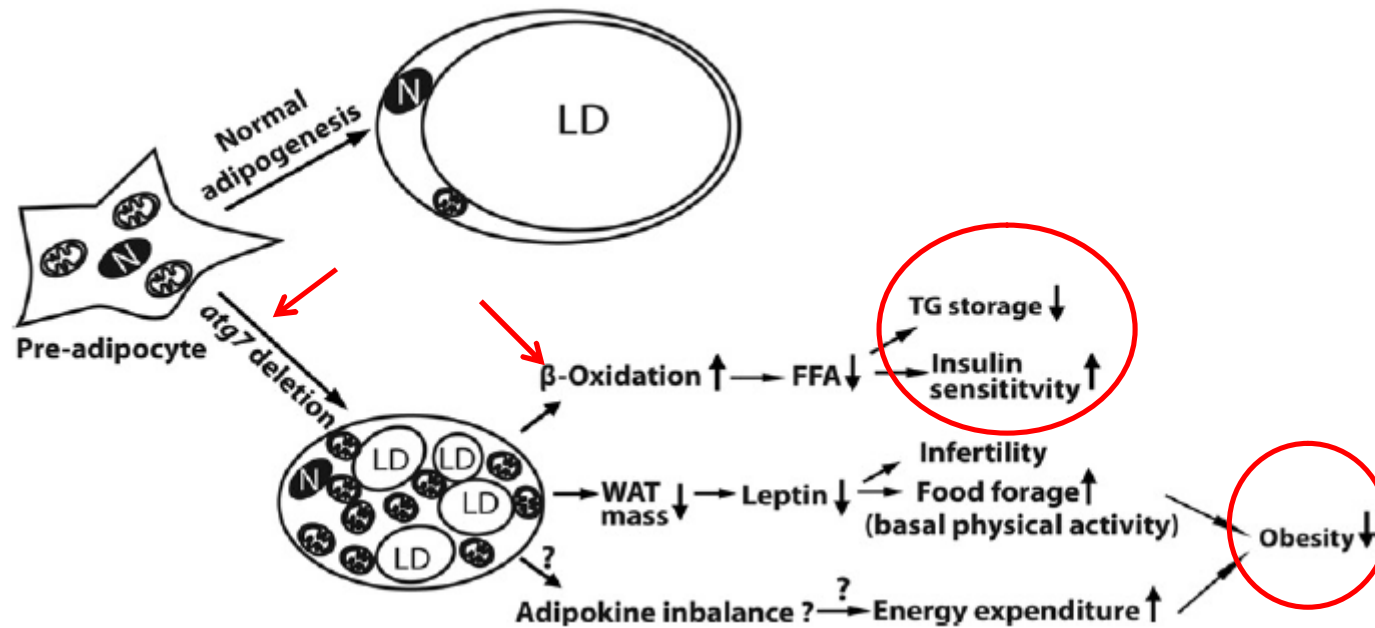 Normal
adipogenesis
N
LD
N
Pre-adipocyte
atg7 deletion
TG storage ↓
β-Oxidation ↑ → FFA ↓
Insulin
sensititvity ↑
N
LD
LD
LD
LD
WAT
mass ↓
Leptin ↓
Infertility
Food forage ↑
(basal physical activity)
Obesity ↓
?
Adipokine inbalance ?
?
Energy expenditure ↑